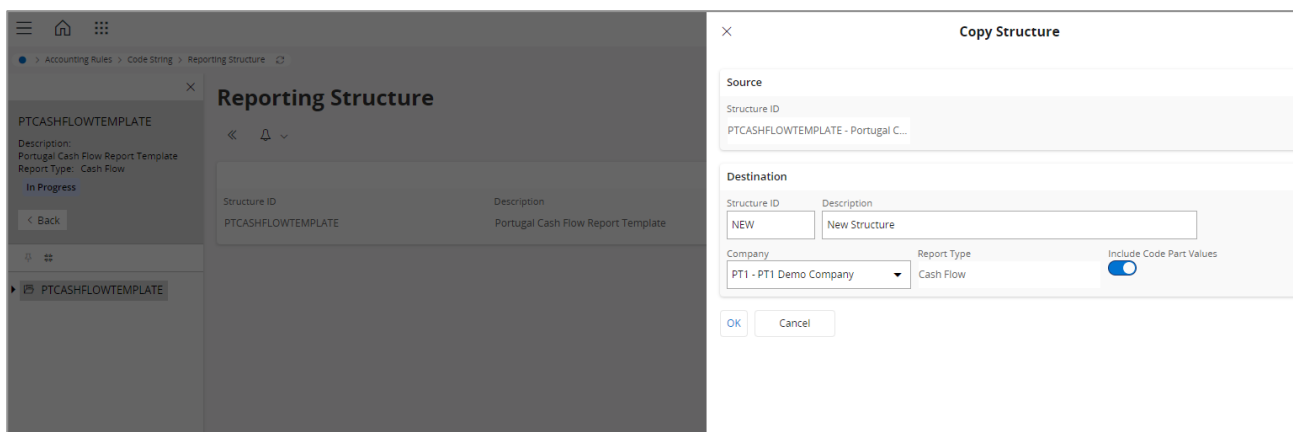 Accounting Rules > Code String > Reporting Structure
PTCASHFLOWTEMPLATE
Description:
Portugal Cash Flow Report Template
Report Type: Cash Flow
In Progress
< Back
PTCASHFLOWTEMPLATE
Reporting Structure
Structure ID Description
PTCASHFLOWTEMPLATE Portugal Cash Flow Report Template
Copy Structure
Source
Structure ID
PTCASHFLOWTEMPLATE - Portugal C...
Destination
Structure ID Description
NEW New Structure
Company Report Type Include Code Part Values
PT1 - PT1 Demo Company Cash Flow
OK Cancel